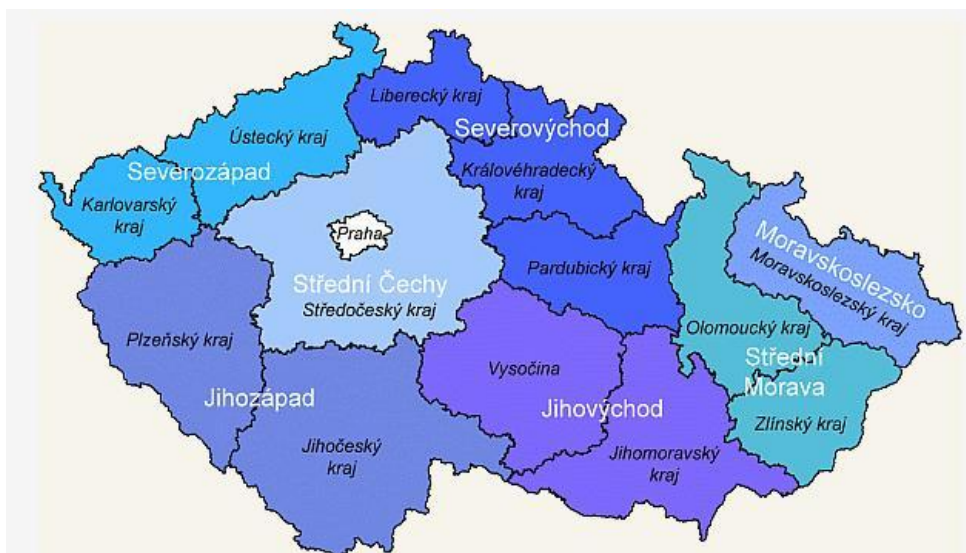 Liberecký kraj
Severovýchod
Ústecký kraj
Severozápad
Královéhradecký
kraj
Karlovarský
kraj
Praha
Moravskoslezsko
Moravskoslezský kraj
Pardubický kraj
Střední Čechy
Středočeský kraj
Olomoucký kraj
Plzeňský kraj
Vysočina
Střední
Morava
Jihozápad
Jihovýchod
Zlínský kraj
Jihočeský
kraj
Jihomoravský
kraj